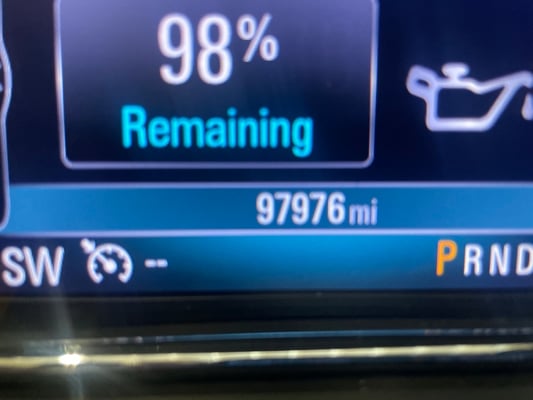 98%
Remaining
97976 mi
SW --
PRND